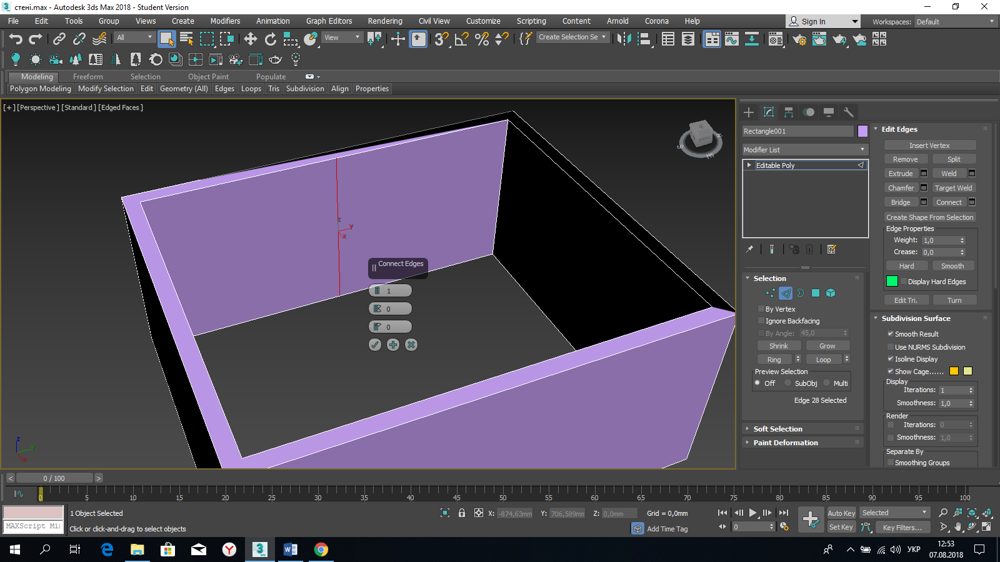 стені.max - Autodesk 3ds Max 2018 - Student Version
File Edit Tools Group Views Create Modifiers Animation Graph Editors Rendering Civil View Customize Scripting Content Arnold Corona Help
Sign In
Workspaces: Default
All
View
Create Selection Se
Modeling Freeform Selection Object Paint Populate
Polygon Modeling Modify Selection Edit Geometry (All) Edges Loops Tris Subdivision Align Properties
[+] [Perspective ] [Standard ] [Edged Faces ]
z
y
x
Connect Edges
1
0
0
z
y
x
Rectangle001
Modifier List
Editable Poly
Selection
By Vertex
Ignore Backfacing
By Angle: 45,0
Shrink Grow
Ring Loop
Preview Selection
Off SubObj Multi
Edge 28 Selected
Soft Selection
Paint Deformation
Edit Edges
Insert Vertex
Remove Split
Extrude Weld
Chamfer Target Weld
Bridge Connect
Create Shape From Selection
Edge Properties
Weight: 1,0
Crease: 0,0
Hard Smooth
Display Hard Edges
Edit Tri. Turn
Subdivision Surface
Smooth Result
Use NURMS Subdivision
Isoline Display
Show Cage......
Display
Iterations: 1
Smoothness: 1,0
Render
Iterations: 0
Smoothness: 1,0
Separate By
Smoothing Groups
< 0 / 100 >
0 5 10 15 20 25 30 35 40 45 50 55 60 65 70 75 80 85 90 95 100
MAXScript Mi
1 Object Selected
Click or click-and-drag to select objects
X: -874,63mm Y: 706,589mm Z: 0,0mm Grid = 0,0mm
Add Time Tag
0
Auto Key Selected
Set Key Key Filters...
УКР
12:53
07.08.2018